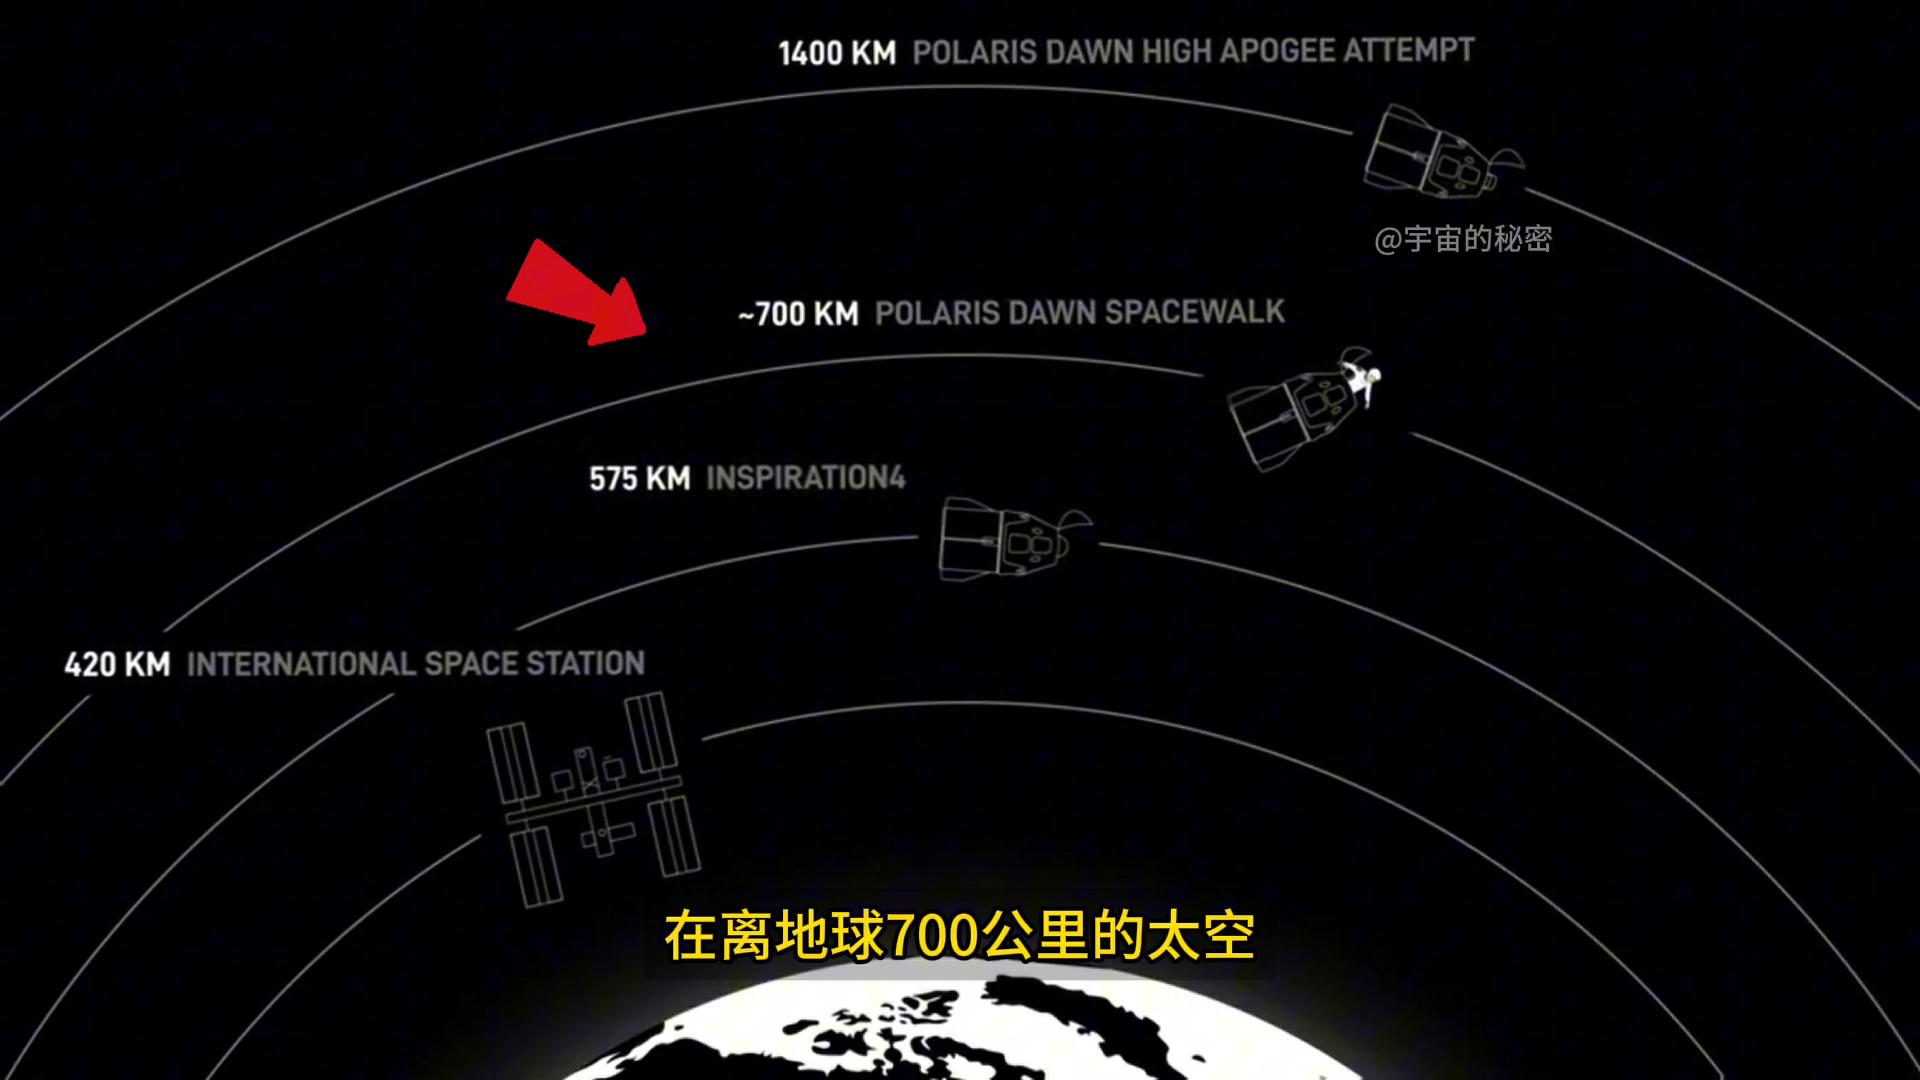 1400 KM POLARIS DAWN HIGH APOGEE ATTEMPT
@宇宙的秘密
~700 KM POLARIS DAWN SPACEWALK
575 KM INSPIRATION4
420 KM INTERNATIONAL SPACE STATION
在离地球700公里的太空